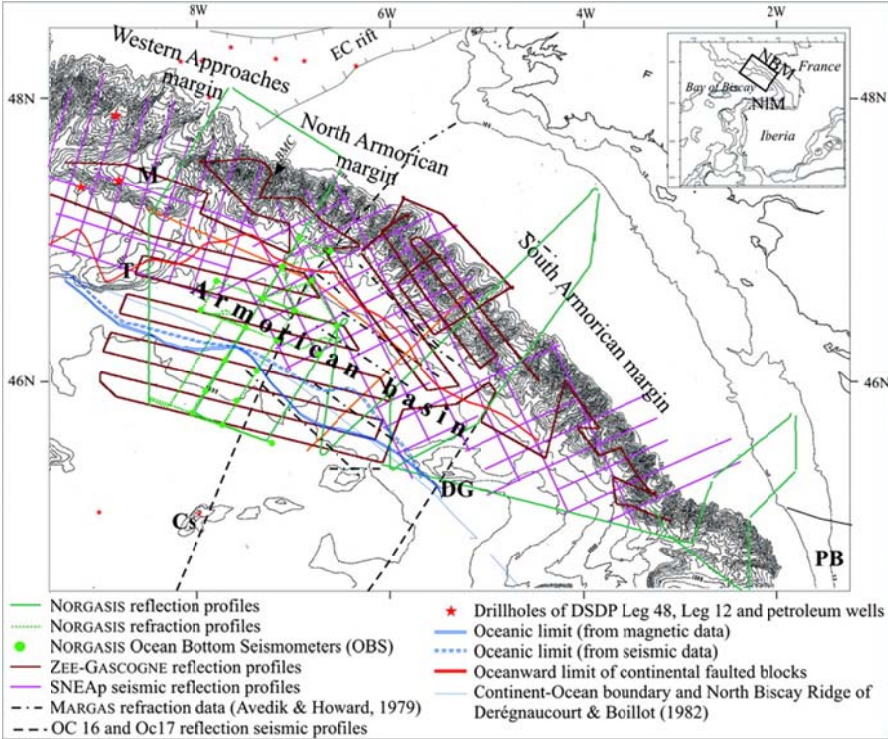 8W 6W 4W 2W
48N
48N
46N
46N
Western Approaches
margin
EC rift
North Armorican
margin
BMC
South Armorican
margin
M
T
Armorican basin
DG
Cs
PB
NBM
France
Bay of Biscay
NIM
Iberia
NORGASIS reflection profiles
NORGASIS refraction profiles
NORGASIS Ocean Bottom Seismometers (OBS)
ZEE-GASCOGNE reflection profiles
SNEAp seismic reflection profiles
MARGAS refraction data (Avedik & Howard, 1979)
OC 16 and Oc17 reflection seismic profiles
Drillholes of DSDP Leg 48, Leg 12 and petroleum wells
Oceanic limit (from magnetic data)
Oceanic limit (from seismic data)
Oceanward limit of continental faulted blocks
Continent-Ocean boundary and North Biscay Ridge of
Derégnaucourt & Boillot (1982)